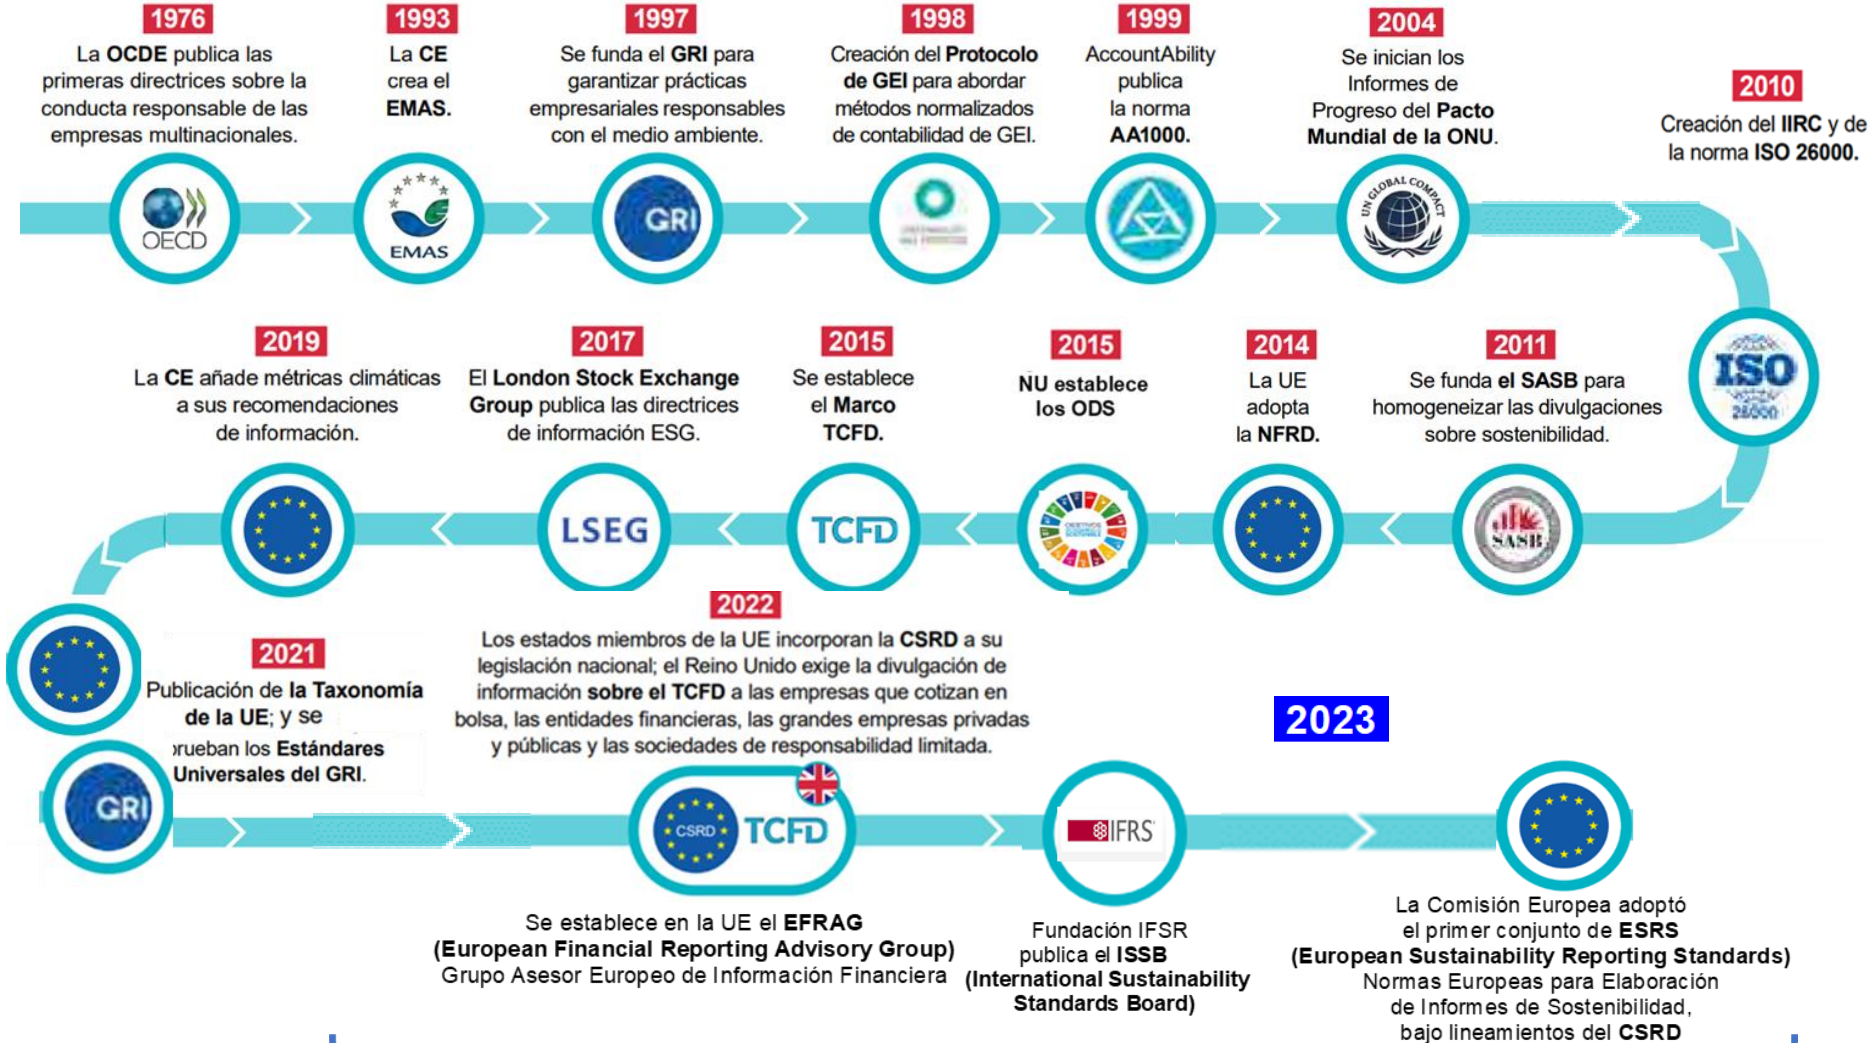 1976
La OCDE publica las
primeras directrices sobre la
conducta responsable de las
empresas multinacionales.
OECD
1993
La CE
crea el
EMAS.
EMAS
1997
Se funda el GRI para
garantizar prácticas
empresariales responsables
con el medio ambiente.
GRI
1998
Creación del Protocolo
de GEI para abordar
métodos normalizados
de contabilidad de GEI.
1999
AccountAbility
publica
la norma
AA1000.
2004
Se inician los
Informes de
Progreso del Pacto
Mundial de la ONU.
UN GLOBAL COMPACT
2010
Creación del IIRC y de
la norma ISO 26000.
ISO
26000
2011
Se funda el SASB para
homogeneizar las divulgaciones
sobre sostenibilidad.
SASB
2014
La UE
adopta
la NFRD.
2015
NU establece
los ODS
OBJETIVOS
DE DESARROLLO
SOSTENIBLE
2015
Se establece
el Marco
TCFD.
TCFD
2017
El London Stock Exchange
Group publica las directrices
de información ESG.
LSEG
2019
La CE añade métricas climáticas
a sus recomendaciones
de información.
2021
Publicación de la Taxonomía
de la UE; y se
rueban los Estándares
Universales del GRI.
GRI
2022
Los estados miembros de la UE incorporan la CSRD a su
legislación nacional; el Reino Unido exige la divulgación de
información sobre el TCFD a las empresas que cotizan en
bolsa, las entidades financieras, las grandes empresas privadas
y públicas y las sociedades de responsabilidad limitada.
CSRD
TCFD
Se establece en la UE el EFRAG
(European Financial Reporting Advisory Group)
Grupo Asesor Europeo de Información Financiera
IFRS
Fundación IFSR
publica el ISSB
(International Sustainability
Standards Board)
2023
La Comisión Europea adoptó
el primer conjunto de ESRS
(European Sustainability Reporting Standards)
Normas Europeas para Elaboración
de Informes de Sostenibilidad,
bajo lineamientos del CSRD